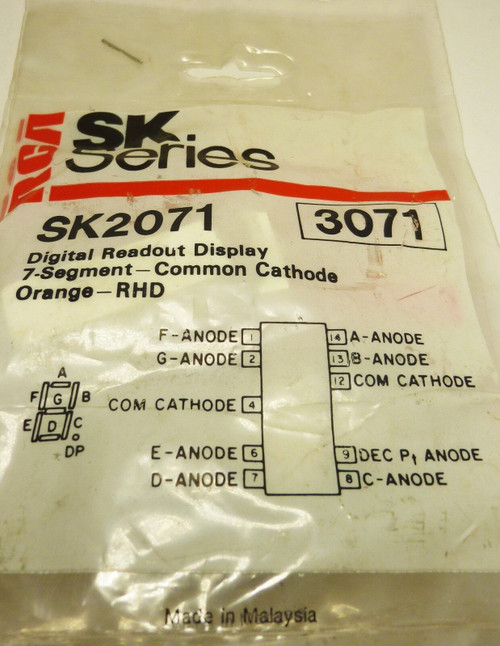 RCA
SK
Series
SK2071 3071
Digital Readout Display
7-Segment-Common Cathode
Orange-RHD
F-ANODE 1 14 A-ANODE
G-ANODE 2 13 B-ANODE
12 COM CATHODE
COM CATHODE 4
E-ANODE 6 9 DEC Pt ANODE
D-ANODE 7 8 C-ANODE
A
F G B
E D C
DP
Made in Malaysia